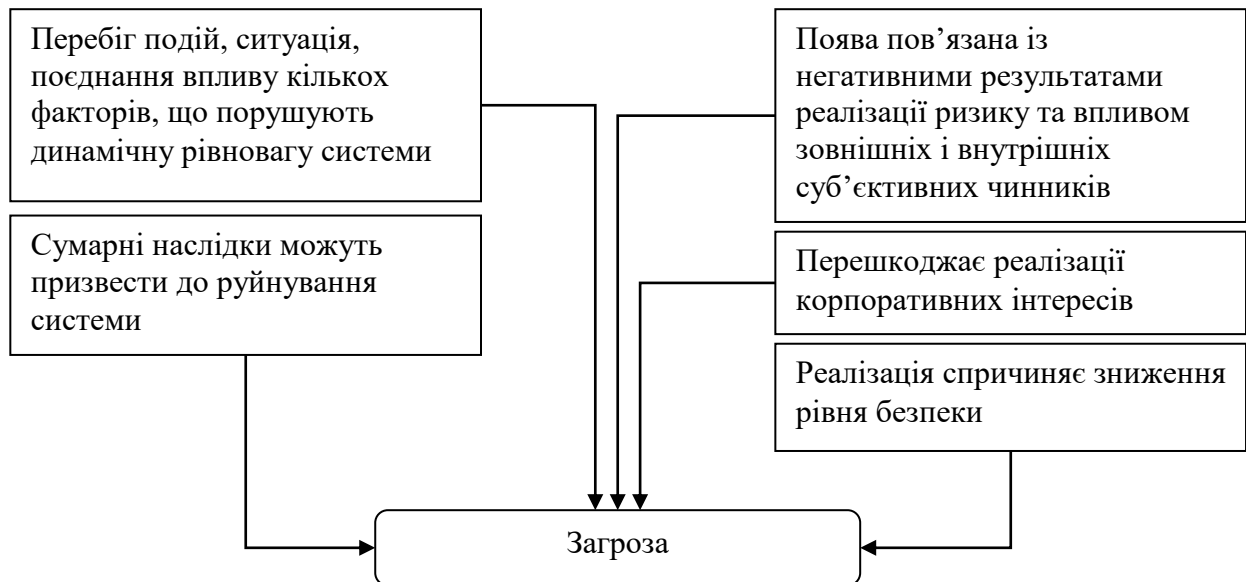 Перебіг подій, ситуація,
поєднання впливу кількох
факторів, що порушують
динамічну рівновагу системи
Сумарні наслідки можуть
призвести до руйнування
системи
Поява пов’язана із
негативними результатами
реалізації ризику та впливом
зовнішніх і внутрішніх
суб’єктивних чинників
Перешкоджає реалізації
корпоративних інтересів
Реалізація спричиняє зниження
рівня безпеки
Загроза